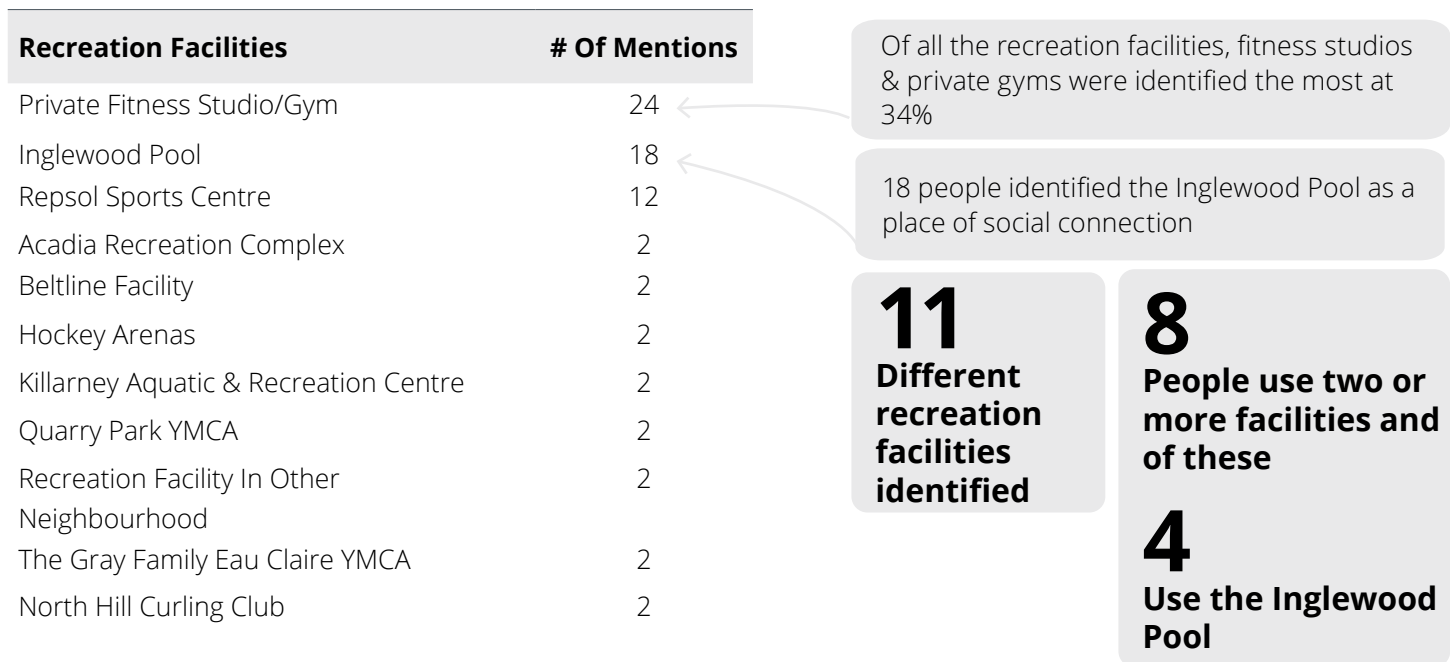 Recreation Facilities # Of Mentions
Private Fitness Studio/Gym 24
Inglewood Pool 18
Repsol Sports Centre 12
Acadia Recreation Complex 2
Beltline Facility 2
Hockey Arenas 2
Killarney Aquatic & Recreation Centre 2
Quarry Park YMCA 2
Recreation Facility In Other 2
Neighbourhood
The Gray Family Eau Claire YMCA 2
North Hill Curling Club 2
Of all the recreation facilities, fitness studios
& private gyms were identified the most at
34%
18 people identified the Inglewood Pool as a
place of social connection
11
Different
recreation
facilities
identified
8
People use two or
more facilities and
of these
4
Use the Inglewood
Pool